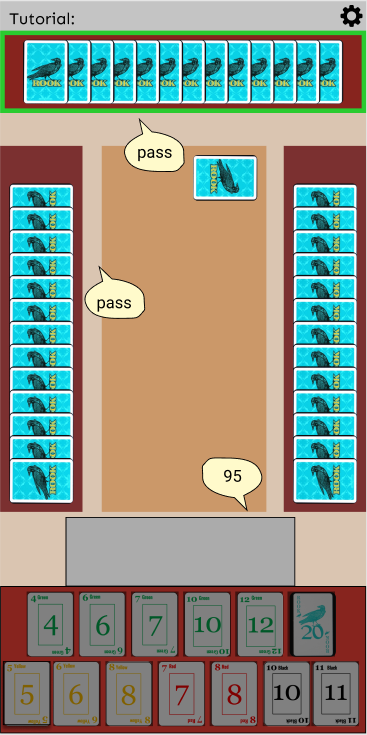 Tutorial:
ROOK OK OK OK OK OK OK OK OK OK OK OK OK
pass
ROOK
pass
95
4 Green 6 Green 7 Green 10 Green 12 Green
4 6 7 10 12 20
4 Green 6 Green 7 Green 10 Green 12 Green
5 Yellow 6 Yellow 8 Yellow 7 Red 8 Red 10 Black 11 Black
5 6 8 7 8 10 11
5 Yellow 6 Yellow 8 Yellow 7 Red 8 Red 10 Black 11 Black